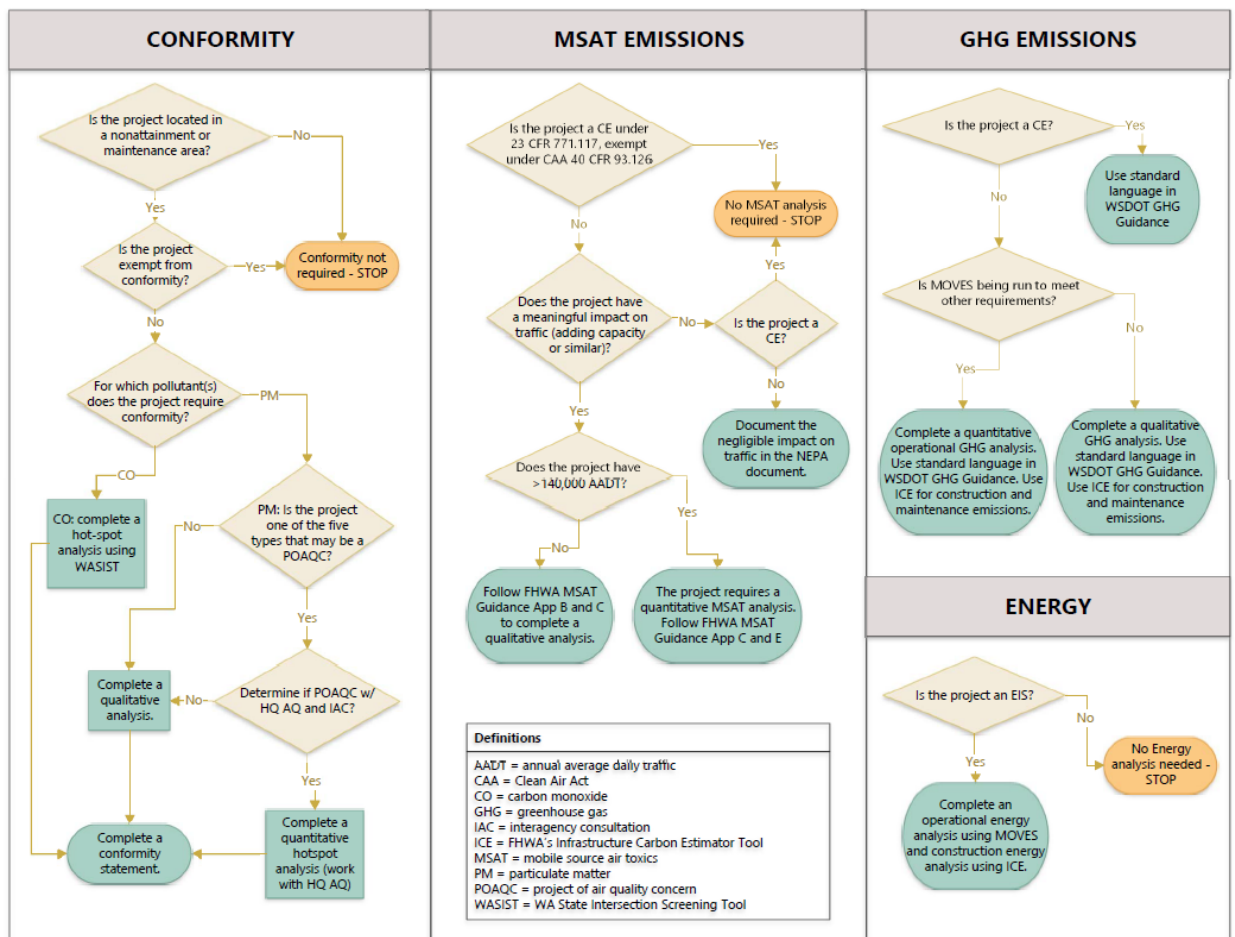 CONFORMITY
Is the project located in
a nonattainment or
maintenance area?
No
Yes
Is the project
exempt from
conformity?
Yes
Conformity not
required - STOP
No
For which pollutant(s)
does the project require
conformity?
PM
CO
CO: complete a
hot-spot
analysis using
WASIST
PM: Is the project
one of the five
types that may be a
POAQC?
No
Yes
Determine if POAQC w/
HQ AQ and IAC?
No
Complete a
qualitative
analysis.
Yes
Complete a
quantitative
hotspot
analysis (work
with HQ AQ)
Complete a
conformity
statement.
MSAT EMISSIONS
Is the project a CE under
23 CFR 771.117, exempt
under CAA 40 CFR 93.126
Yes
No MSAT analysis
required - STOP
No
Yes
Does the project have
a meaningful impact on
traffic (adding capacity
or similar)?
No
Is the project a
CE?
No
Yes
Document the
negligible impact on
traffic in the NEPA
document.
Does the project have
>140,000 AADT?
Yes
No
Follow FHWA MSAT
Guidance App B and C
to complete a
qualitative analysis.
The project requires a
quantitative MSAT analysis.
Follow FHWA MSAT
Guidance App C and E
Definitions
AADT = annual average daily traffic
CAA = Clean Air Act
CO = carbon monoxide
GHG = greenhouse gas
IAC = interagency consultation
ICE = FHWA's Infrastructure Carbon Estimator Tool
MSAT = mobile source air toxics
PM = particulate matter
POAQC = project of air quality concern
WASIST = WA State Intersection Screening Tool
GHG EMISSIONS
Is the project a CE?
Yes
Use standard
language in
WSDOT GHG
Guidance
No
Is MOVES being run to meet
other requirements?
No
Yes
Complete a quantitative
operational GHG analysis.
Use standard language in
WSDOT GHG Guidance. Use
ICE for construction and
maintenance emissions.
Complete a qualitative
GHG analysis. Use
standard language in
WSDOT GHG Guidance.
Use ICE for construction
and maintenance
emissions.
ENERGY
Is the project an EIS?
No
Yes
No Energy
analysis needed -
STOP
Complete an
operational energy
analysis using MOVES
and construction energy
analysis using ICE.